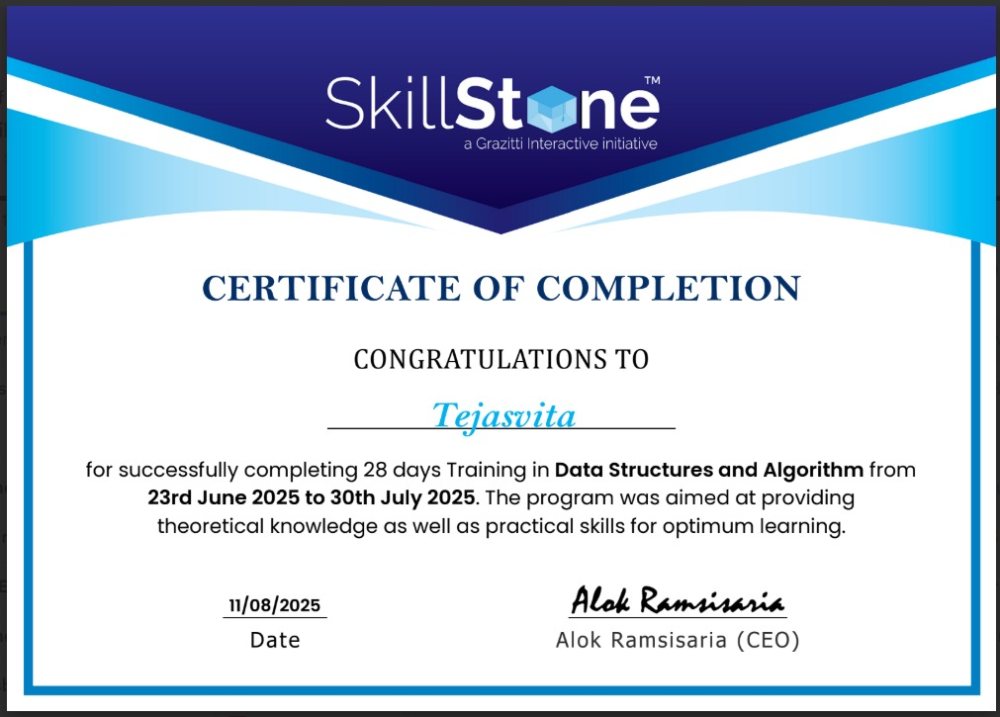 SkillStone™
a Grazitti Interactive initiative
CERTIFICATE OF COMPLETION
CONGRATULATIONS TO
Tejasvita
for successfully completing 28 days Training in Data Structures and Algorithm from
23rd June 2025 to 30th July 2025. The program was aimed at providing
theoretical knowledge as well as practical skills for optimum learning.
11/08/2025
Date
Alok Ramsisaria
Alok Ramsisaria (CEO)